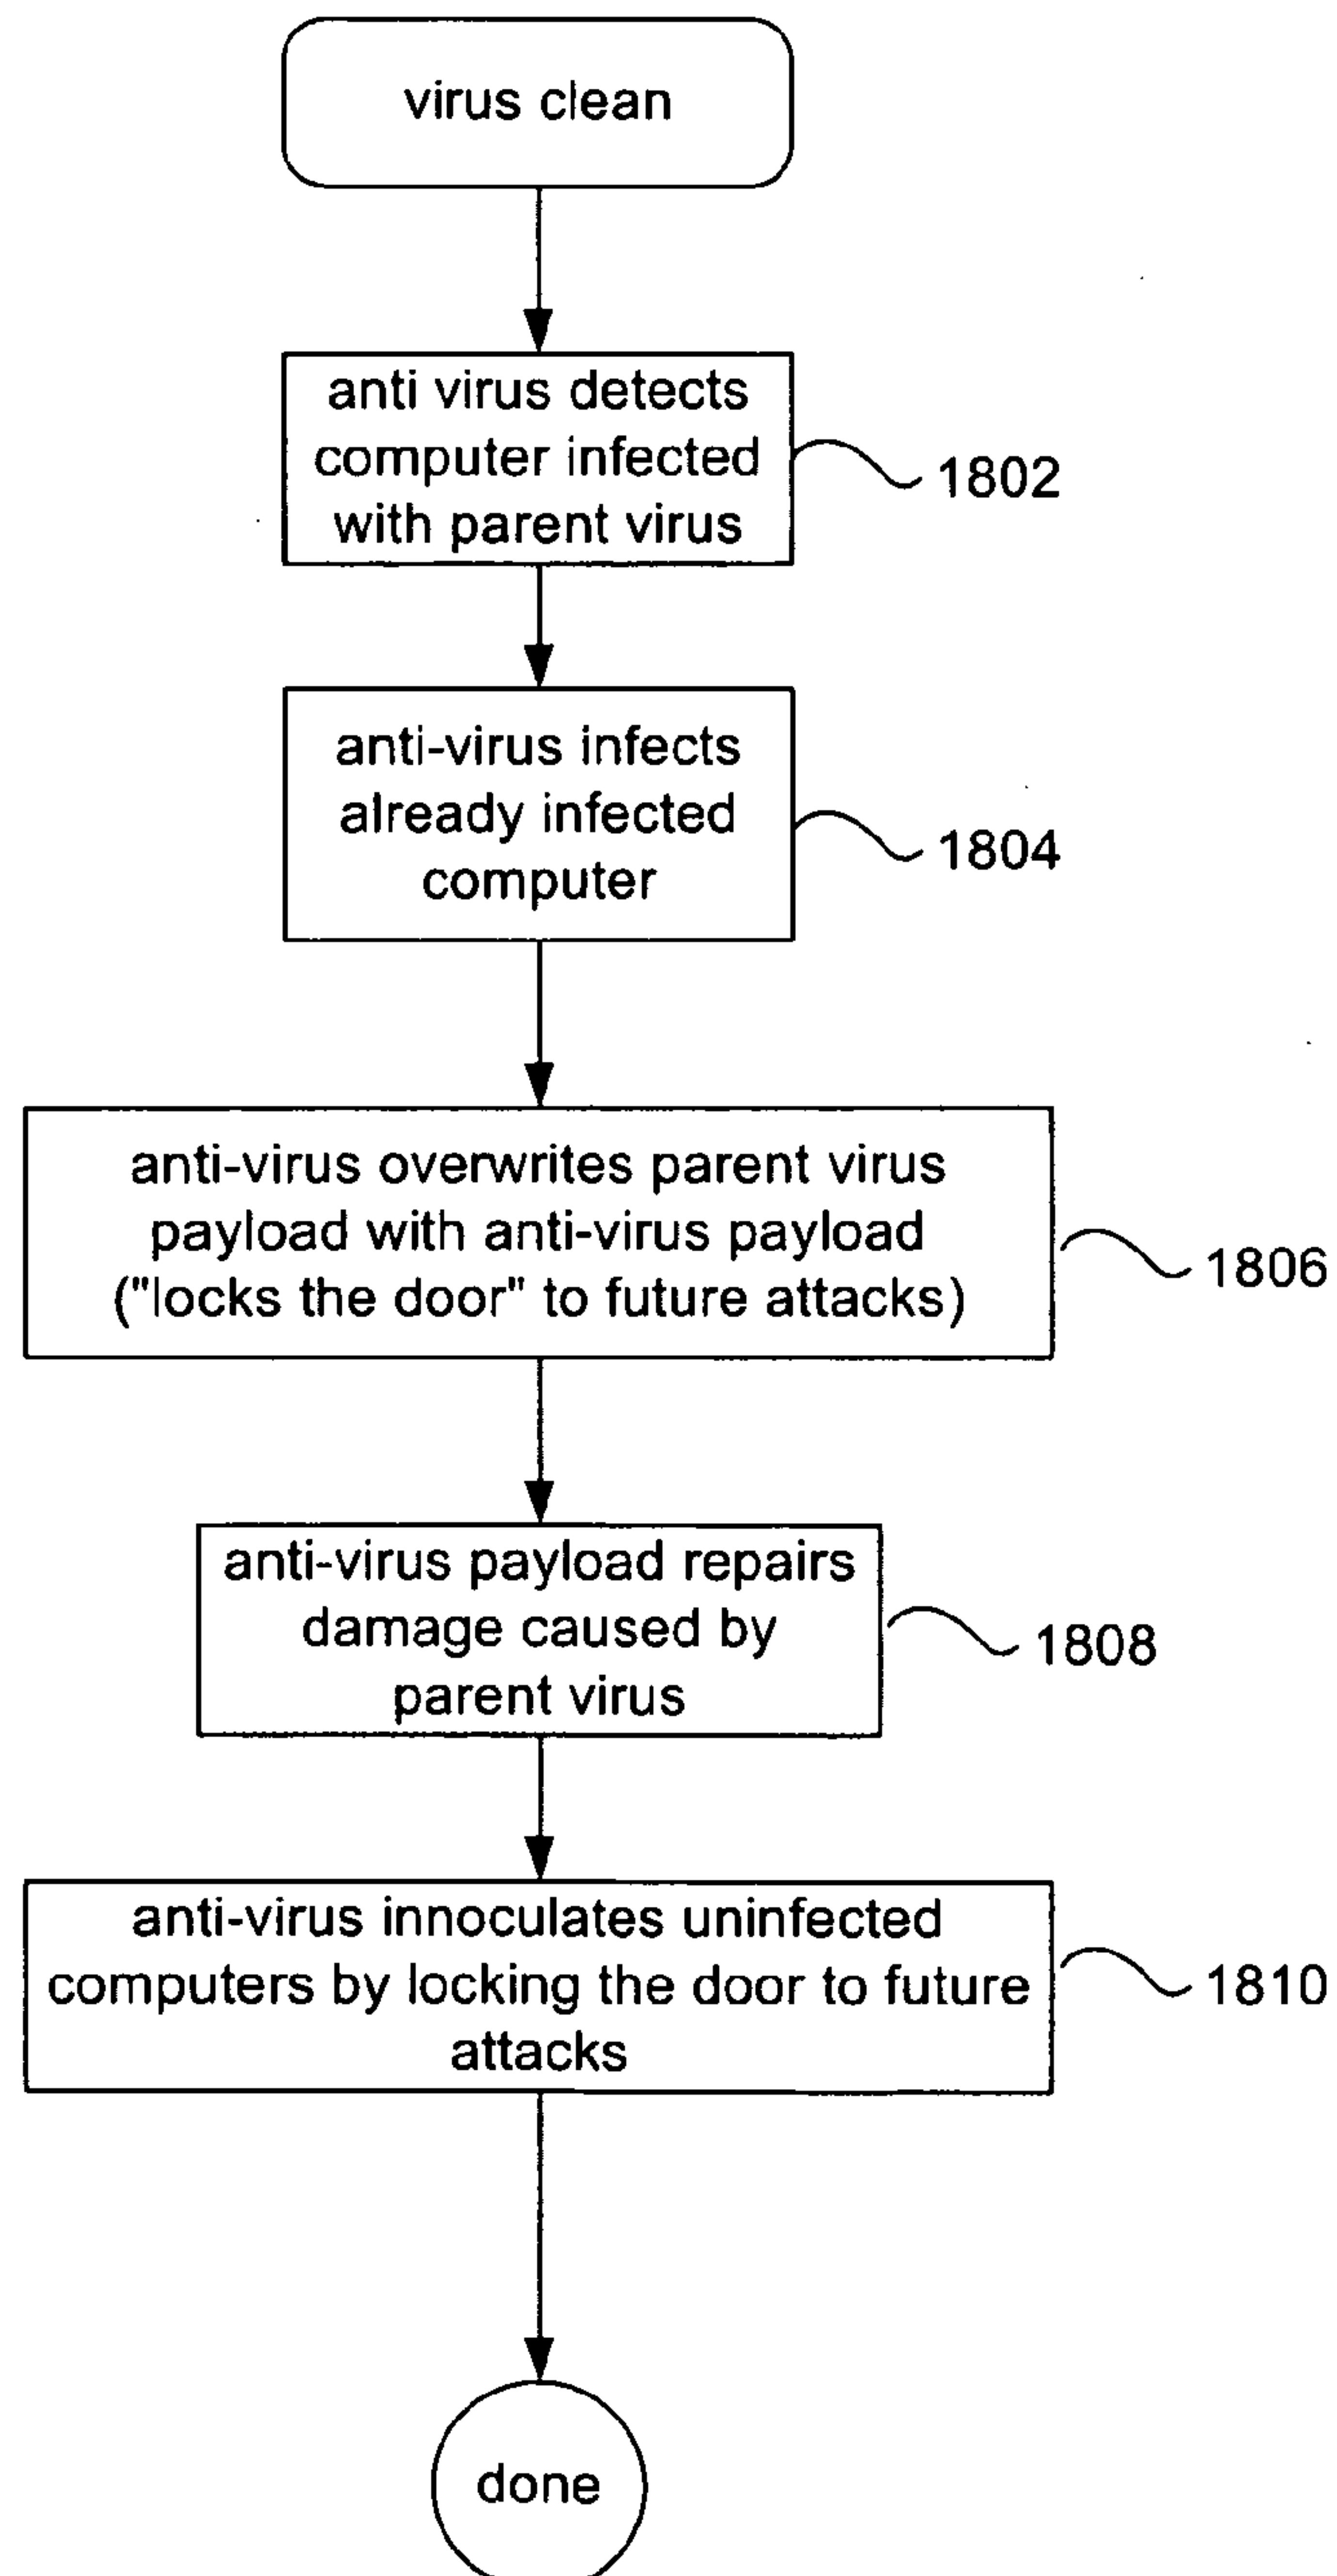 virus clean
anti virus detects
computer infected
with parent virus
1802
anti-virus infects
already infected
computer
1804
anti-virus overwrites parent virus
payload with anti-virus payload
("locks the door" to future attacks)
1806
anti-virus payload repairs
damage caused by
parent virus
1808
anti-virus innoculates uninfected
computers by locking the door to future
attacks
1810
done